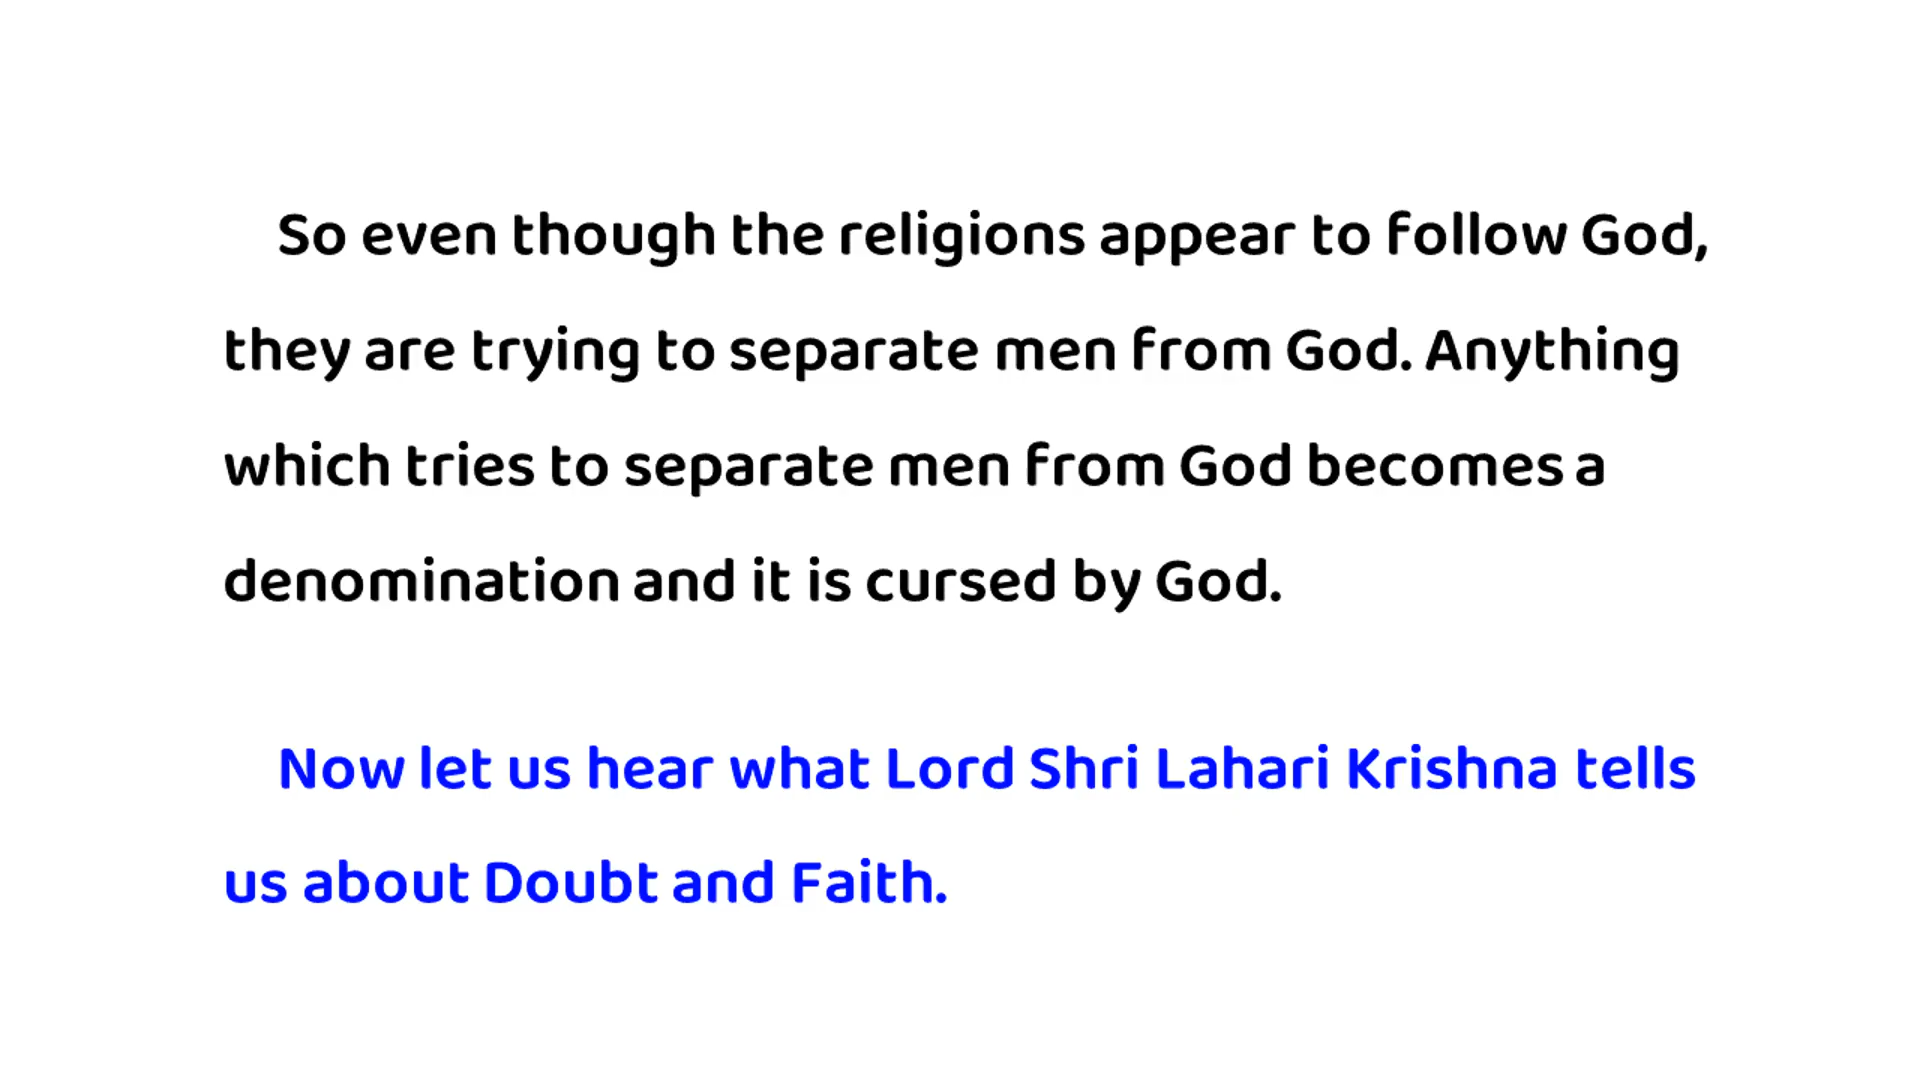 So even though the religions appear to follow God,
they are trying to separate men from God. Anything
which tries to separate men from God becomes a
denomination and it is cursed by God.
Now let us hear what Lord Shri Lahari Krishna tells
us about Doubt and Faith.